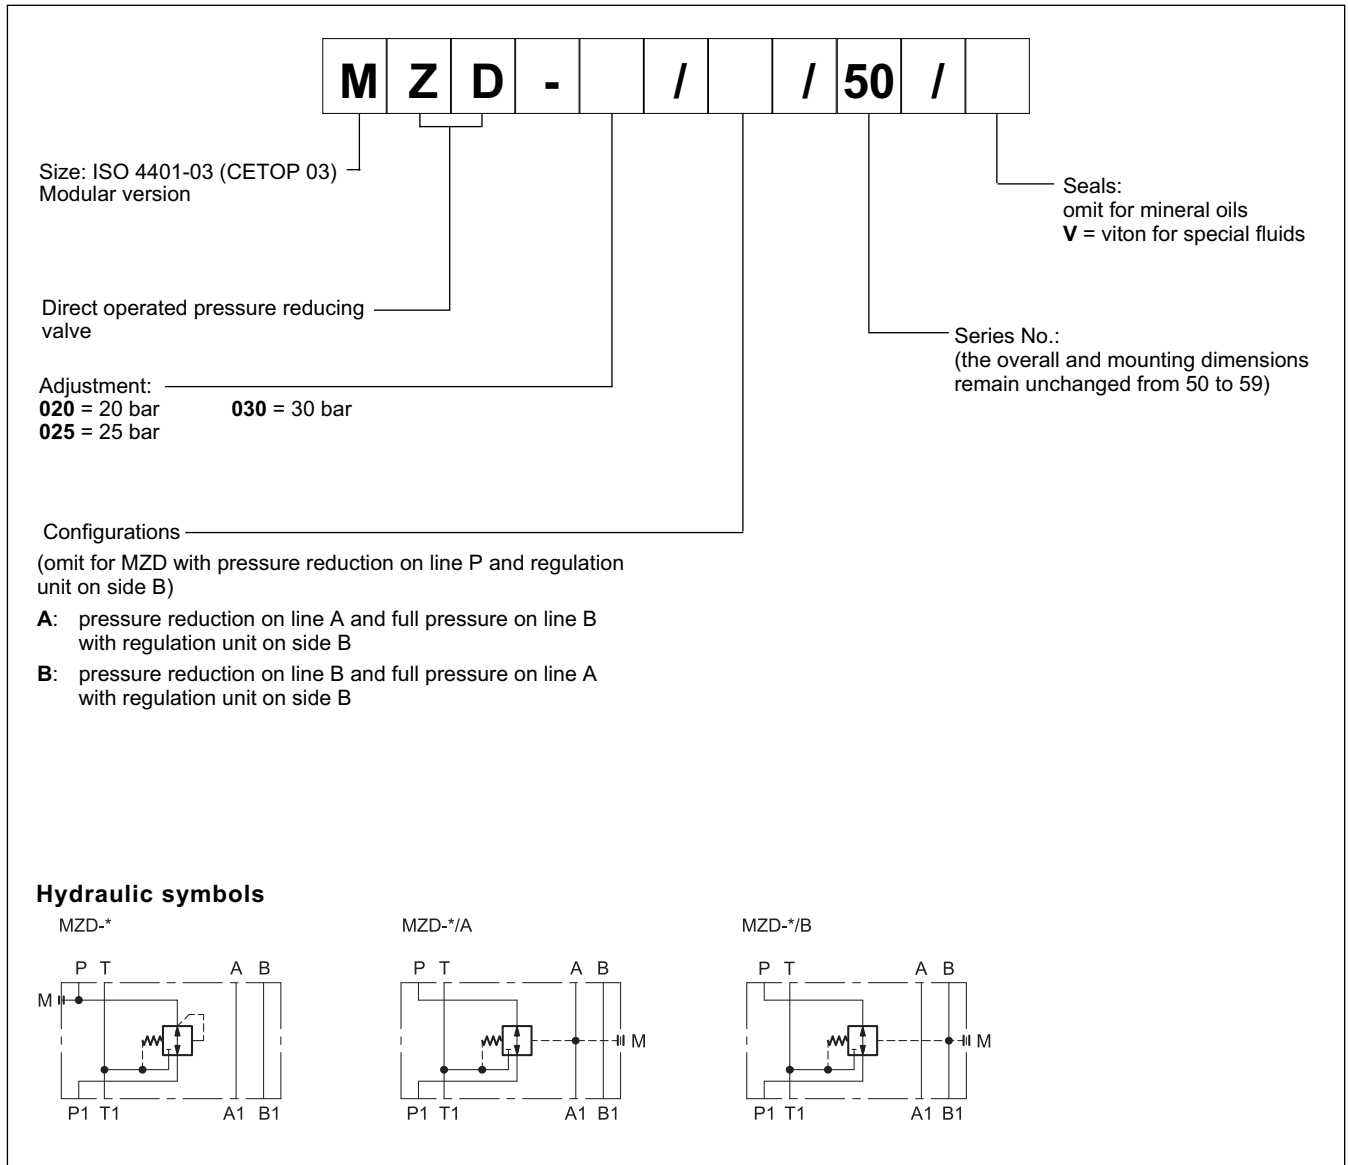 M Z D - / / 50 /
Size: ISO 4401-03 (CETOP 03)
Modular version
Seals:
omit for mineral oils
V = viton for special fluids
Direct operated pressure reducing
valve
Series No.:
(the overall and mounting dimensions
remain unchanged from 50 to 59)
Adjustment:
020 = 20 bar 030 = 30 bar
025 = 25 bar
Configurations
(omit for MZD with pressure reduction on line P and regulation
unit on side B)
A: pressure reduction on line A and full pressure on line B
with regulation unit on side B
B: pressure reduction on line B and full pressure on line A
with regulation unit on side B
Hydraulic symbols
MZD-* MZD-*/A MZD-*/B
P T A B P T A B P T A B
M
M M
P1 T1 A1 B1 P1 T1 A1 B1 P1 T1 A1 B1